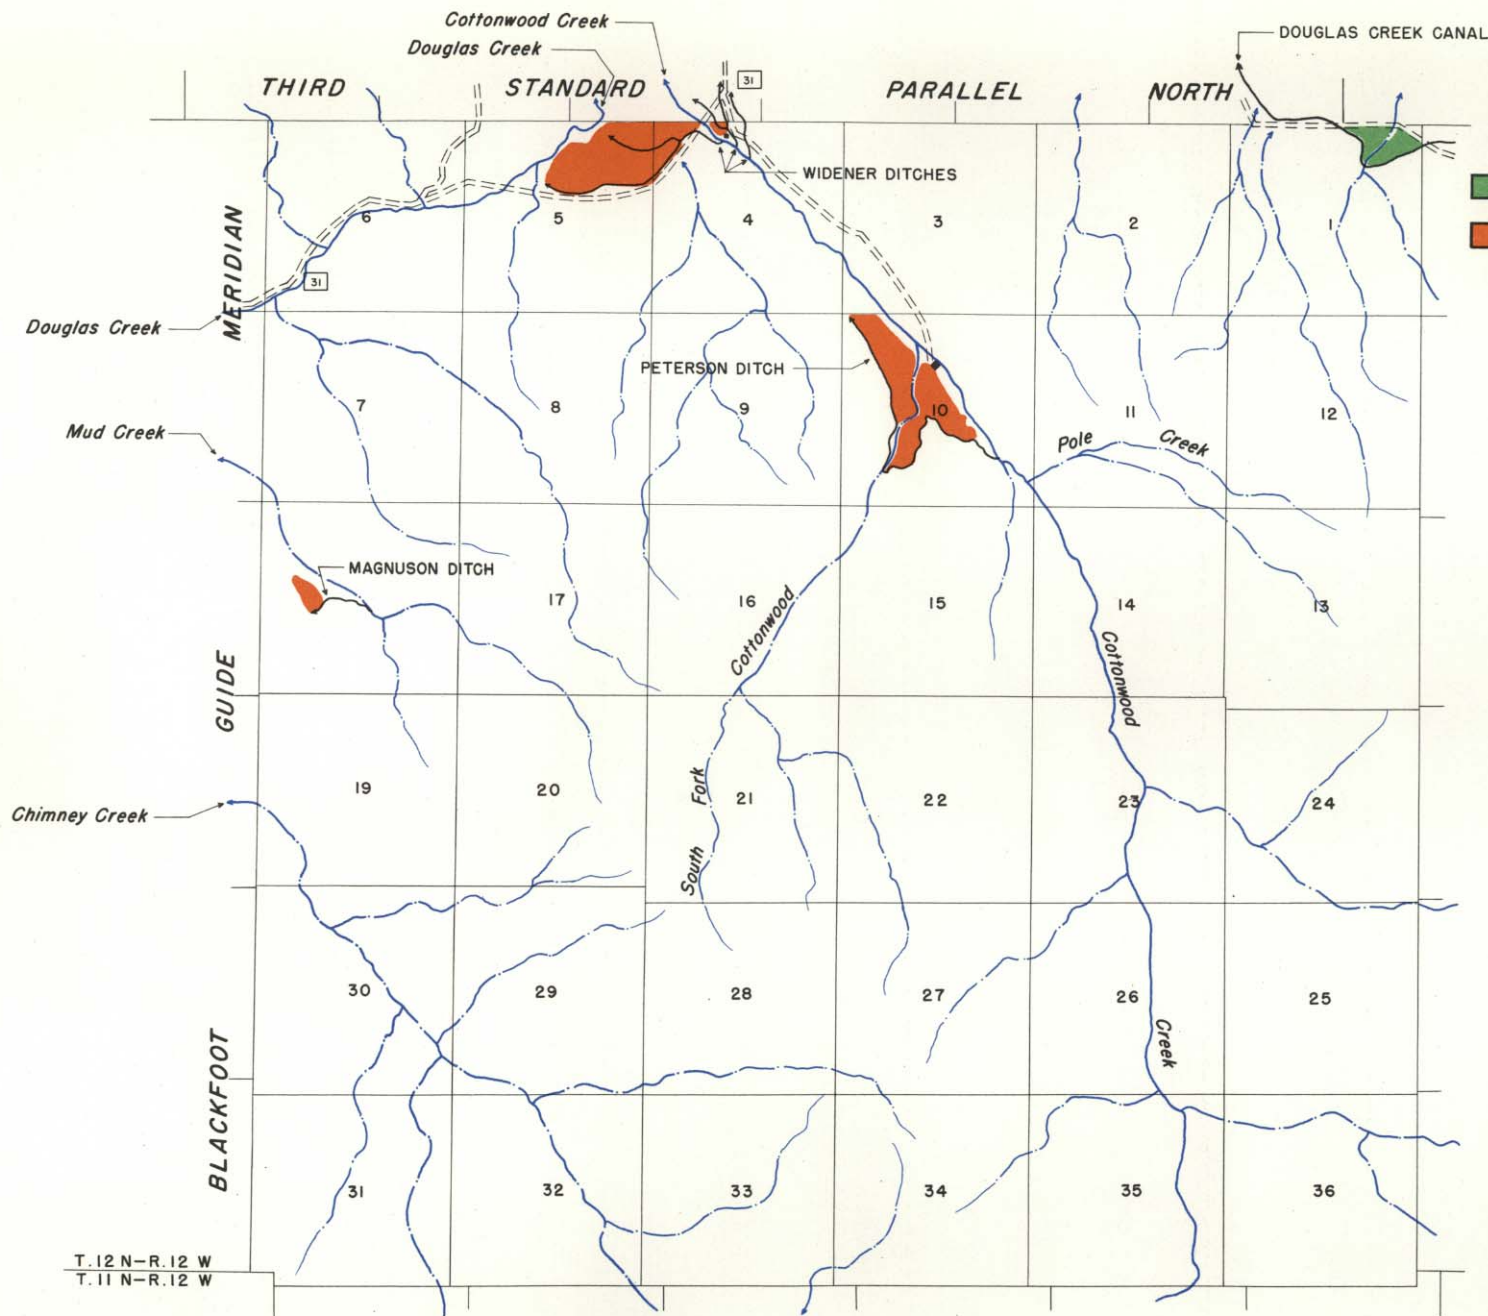 Cottonwood Creek
Douglas Creek
DOUGLAS CREEK CANAL
31
THIRD STANDARD PARALLEL NORTH
WIDENER DITCHES
6
5
4
3
2
1
31
MERIDIAN
Douglas Creek
PETERSON DITCH
7
8
9
10
11
12
Mud Creek
Pole Creek
MAGNUSON DITCH
17
16
15
14
13
Cottonwood
Cottonwood
GUIDE
19
20
21
22
23
24
Chimney Creek
South Fork
30
29
28
27
26
25
Creek
BLACKFOOT
31
32
33
34
35
36
T. 12 N-R. 12 W
T. 11 N-R. 12 W